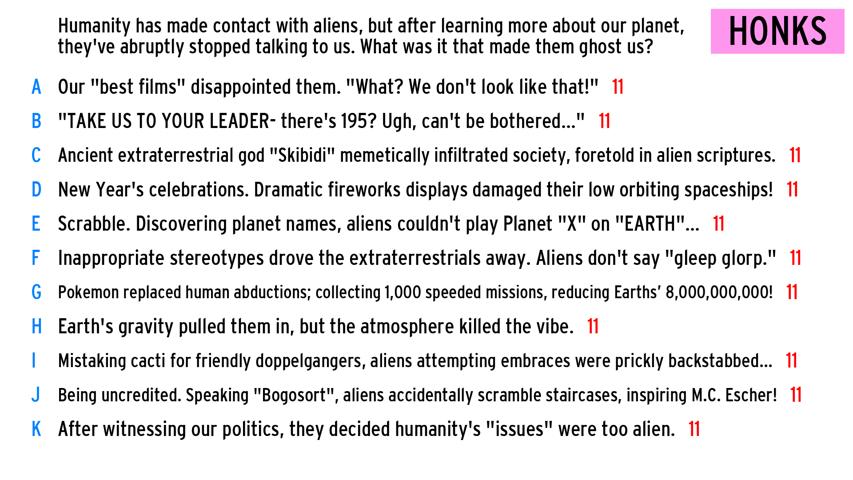 Humanity has made contact with aliens, but after learning more about our planet,
they've abruptly stopped talking to us. What was it that made them ghost us?
HONKS
A Our "best films" disappointed them. "What? We don't look like that!" 11
B "TAKE US TO YOUR LEADER- there's 195? Ugh, can't be bothered..." 11
C Ancient extraterrestrial god "Skibidi" memetically infiltrated society, foretold in alien scriptures. 11
D New Year's celebrations. Dramatic fireworks displays damaged their low orbiting spaceships! 11
E Scrabble. Discovering planet names, aliens couldn't play Planet "X" on "EARTH"... 11
F Inappropriate stereotypes drove the extraterrestrials away. Aliens don't say "gleep glorp." 11
G Pokemon replaced human abductions; collecting 1,000 speeded missions, reducing Earths’ 8,000,000,000! 11
H Earth's gravity pulled them in, but the atmosphere killed the vibe. 11
I Mistaking cacti for friendly doppelgangers, aliens attempting embraces were prickly backstabbed... 11
J Being uncredited. Speaking "Bogosort", aliens accidentally scramble staircases, inspiring M.C. Escher! 11
K After witnessing our politics, they decided humanity's "issues" were too alien. 11